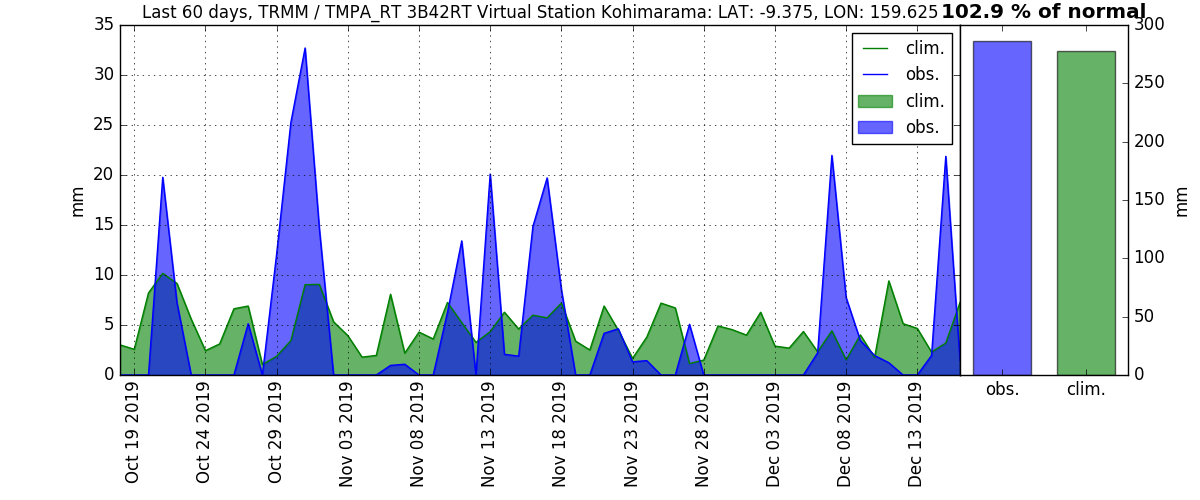 Last 60 days, TRMM / TMPA_RT 3B42RT Virtual Station Kohimarama: LAT: -9.375, LON: 159.625 102.9 % of normal
clim.
obs.
clim.
obs.
mm
35
30
25
20
15
10
5
0
300
250
200
150
100
50
0
mm
obs. clim.
Oct 19 2019
Oct 24 2019
Oct 29 2019
Nov 03 2019
Nov 08 2019
Nov 13 2019
Nov 18 2019
Nov 23 2019
Nov 28 2019
Dec 03 2019
Dec 08 2019
Dec 13 2019